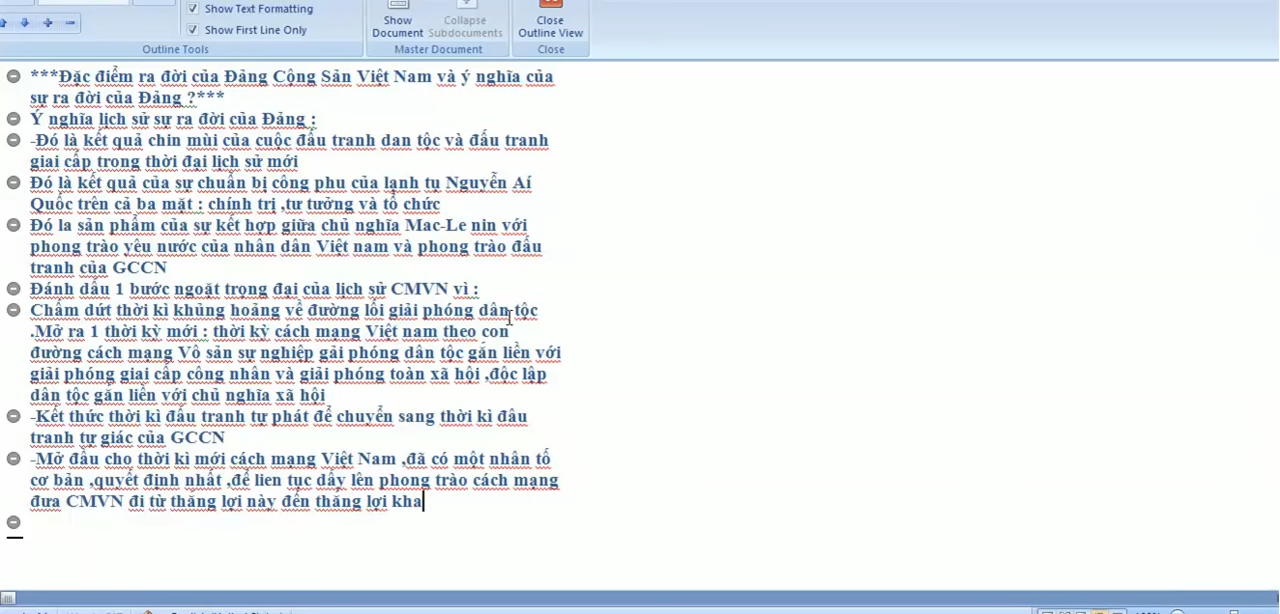 Show Text Formatting
Show First Line Only
Outline Tools
Show Document
Collapse Subdocuments
Master Document
Close Outline View
Close
***Đặc điểm ra đời của Đảng Cộng Sản Việt Nam và ý nghĩa của
sự ra đời của Đảng ?***
Ý nghĩa lịch sử sự ra đời của Đảng :
-Đó là kết quả chin mùi của cuộc đấu tranh dan tộc và đấu tranh
giai cấp trong thời đại lịch sử mới
Đó là kết quả của sự chuẩn bị công phu của lạnh tụ Nguyễn Aí
Quốc trên cả ba mặt : chính trị ,tư tưởng và tổ chức
Đó la sản phẩm của sự kết hợp giữa chủ nghĩa Mac-Le nin với
phong trào yêu nước của nhân dân Việt nam và phong trào đấu
tranh của GCCN
Đánh dấu 1 bước ngoặt trọng đại của lịch sử CMVN vì :
Chấm dứt thời kì khủng hoảng về đường lối giải phóng dân tộc
.Mở ra 1 thời kỳ mới : thời kỳ cách mạng Việt nam theo con
đường cách mạng Vô sản sự nghiệp gải phóng dân tộc gắn liền với
giải phóng giai cấp công nhân và giải phóng toàn xã hội ,độc lập
dân tộc gắn liền với chủ nghĩa xã hội
-Kết thức thời kì đấu tranh tự phát để chuyển sang thời kì đâu
tranh tự giác của GCCN
-Mở đầu cho thời kì mới cách mạng Việt Nam ,đã có một nhân tố
cơ bản ,quyết định nhất ,để lien tục dấy lên phong trào cách mạng
đưa CMVN đi từ thắng lợi này đến thắng lợi kha